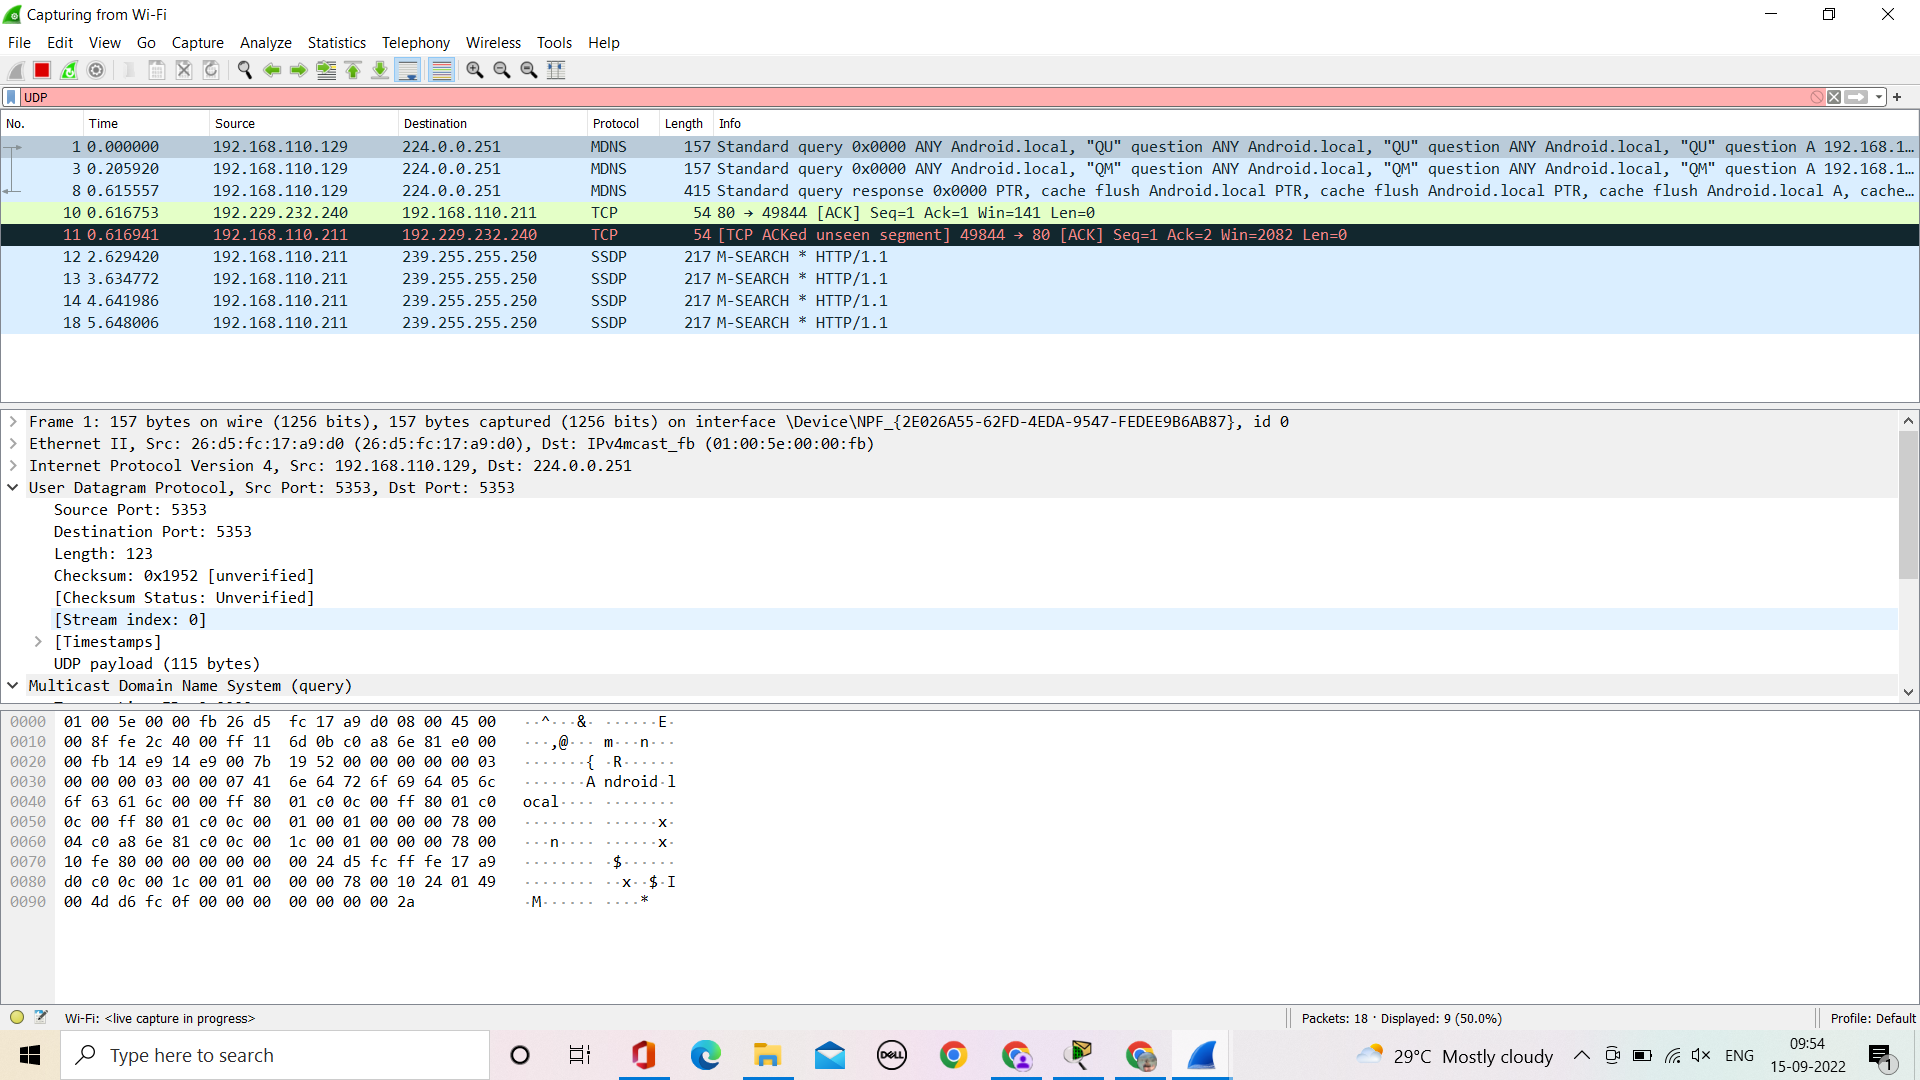 Capturing from Wi-Fi
File Edit View Go Capture Analyze Statistics Telephony Wireless Tools Help
UDP
No. Time Source Destination Protocol Length Info
1 0.000000 192.168.110.129 224.0.0.251 MDNS 157 Standard query 0x0000 ANY Android.local, "QU" question ANY Android.local, "QU" question ANY Android.local, "QU" question A 192.168.1…
3 0.205920 192.168.110.129 224.0.0.251 MDNS 157 Standard query 0x0000 ANY Android.local, "QM" question ANY Android.local, "QM" question ANY Android.local, "QM" question A 192.168.1…
8 0.615557 192.168.110.129 224.0.0.251 MDNS 415 Standard query response 0x0000 PTR, cache flush Android.local PTR, cache flush Android.local PTR, cache flush Android.local A, cache…
10 0.616753 192.229.232.240 192.168.110.211 TCP 54 80 → 49844 [ACK] Seq=1 Ack=1 Win=141 Len=0
11 0.616941 192.168.110.211 192.229.232.240 TCP 54 [TCP ACKed unseen segment] 49844 → 80 [ACK] Seq=1 Ack=2 Win=2082 Len=0
12 2.629420 192.168.110.211 239.255.255.250 SSDP 217 M-SEARCH * HTTP/1.1
13 3.634772 192.168.110.211 239.255.255.250 SSDP 217 M-SEARCH * HTTP/1.1
14 4.641986 192.168.110.211 239.255.255.250 SSDP 217 M-SEARCH * HTTP/1.1
18 5.648006 192.168.110.211 239.255.255.250 SSDP 217 M-SEARCH * HTTP/1.1
Frame 1: 157 bytes on wire (1256 bits), 157 bytes captured (1256 bits) on interface \Device\NPF_{2E026A55-62FD-4EDA-9547-FEDEE9B6AB87}, id 0
Ethernet II, Src: 26:d5:fc:17:a9:d0 (26:d5:fc:17:a9:d0), Dst: IPv4mcast_fb (01:00:5e:00:00:fb)
Internet Protocol Version 4, Src: 192.168.110.129, Dst: 224.0.0.251
User Datagram Protocol, Src Port: 5353, Dst Port: 5353
Source Port: 5353
Destination Port: 5353
Length: 123
Checksum: 0x1952 [unverified]
[Checksum Status: Unverified]
[Stream index: 0]
[Timestamps]
UDP payload (115 bytes)
Multicast Domain Name System (query)
0000 01 00 5e 00 00 fb 26 d5 fc 17 a9 d0 08 00 45 00 ··^···&· ······E·
0010 00 8f fe 2c 40 00 ff 11 6d 0b c0 a8 6e 81 e0 00 ···,@··· m···n···
0020 00 fb 14 e9 14 e9 00 7b 19 52 00 00 00 00 00 03 ·······{ ·R······
0030 00 00 00 03 00 00 07 41 6e 64 72 6f 69 64 05 6c ·······A ndroid·l
0040 6f 63 61 6c 00 00 ff 80 01 c0 0c 00 ff 80 01 c0 ocal···· ········
0050 0c 00 ff 80 01 c0 0c 00 01 00 01 00 00 00 78 00 ········ ······x·
0060 04 c0 a8 6e 81 c0 0c 00 1c 00 01 00 00 00 78 00 ···n···· ······x·
0070 10 fe 80 00 00 00 00 00 00 24 d5 fc ff fe 17 a9 ········ ·$······
0080 d0 c0 0c 00 1c 00 01 00 00 00 78 00 10 24 01 49 ········ ··x··$·I
0090 00 4d d6 fc 0f 00 00 00 00 00 00 00 2a ·M······ ····*
Wi-Fi: <live capture in progress>
Packets: 18 · Displayed: 9 (50.0%)
Profile: Default
Type here to search
DELL
29°C Mostly cloudy
ENG
09:54
15-09-2022
1